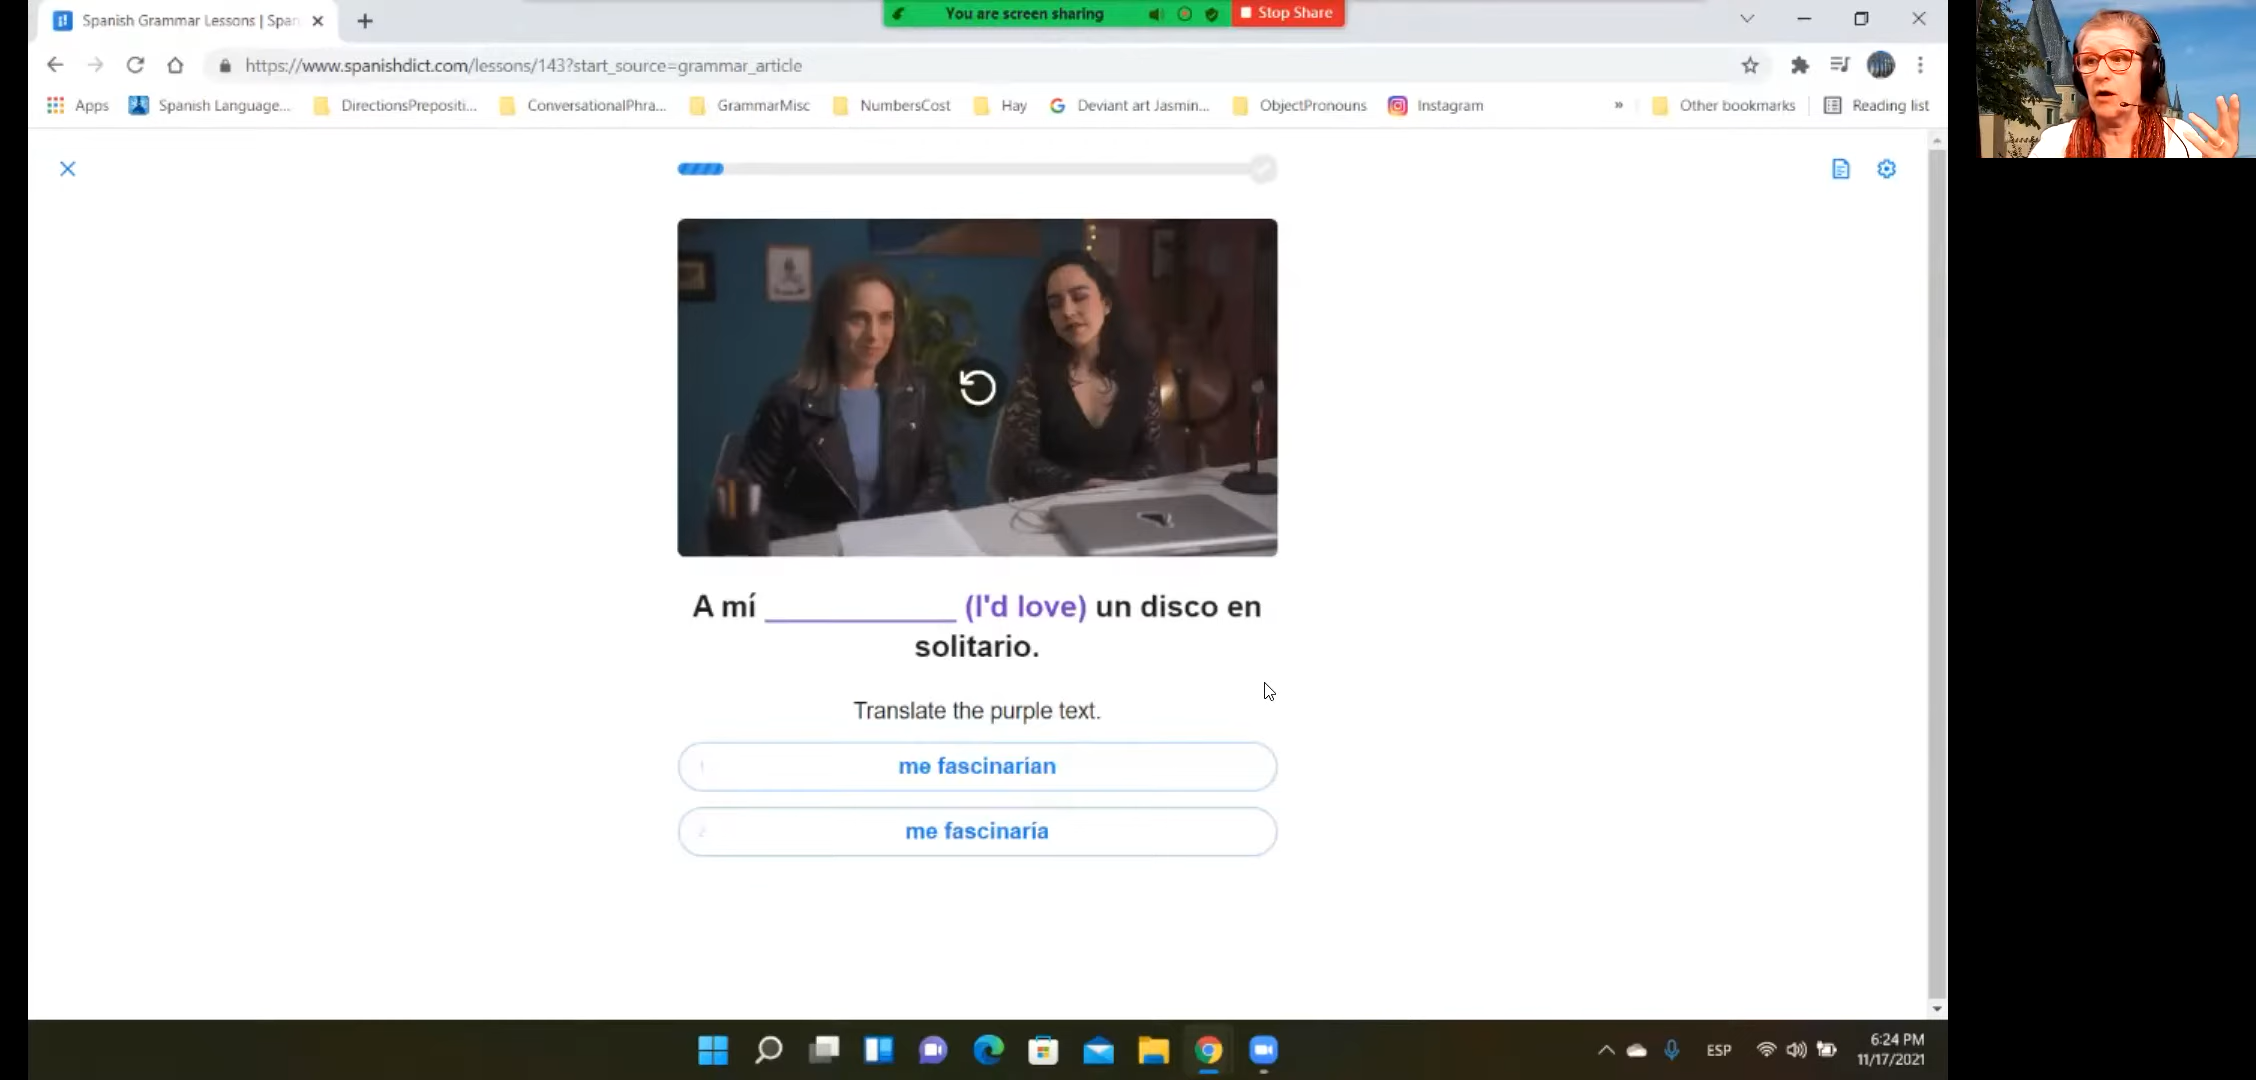 Spanish Grammar Lessons | Span
You are screen sharing
Stop Share
https://www.spanishdict.com/lessons/143?start_source=grammar_article
Apps
Spanish Language...
DirectionsPrepositi...
ConversationalPhra...
GrammarMisc
NumbersCost
Hay
Deviant art Jasmin...
ObjectPronouns
Instagram
»
Other bookmarks
Reading list
A mí ____________ (I'd love) un disco en
solitario.
Translate the purple text.
me fascinarían
me fascinaría
ESP
6:24 PM
11/17/2021